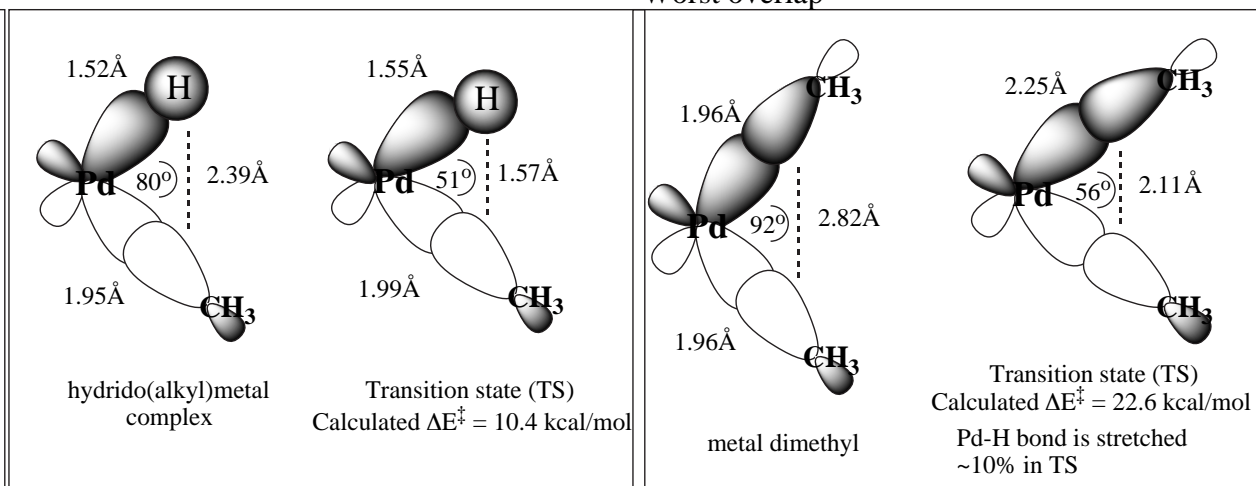 Worst overlap
1.52Å
H
Pd
80°
2.39Å
1.95Å
CH3
hydrido(alkyl)metal
complex
1.55Å
H
Pd
51°
1.57Å
1.99Å
CH3
Transition state (TS)
Calculated ΔE‡ = 10.4 kcal/mol
CH3
1.96Å
Pd
92°
2.82Å
1.96Å
CH3
metal dimethyl
CH3
2.25Å
Pd
56°
2.11Å
CH3
Transition state (TS)
Calculated ΔE‡ = 22.6 kcal/mol
Pd-H bond is stretched
~10% in TS